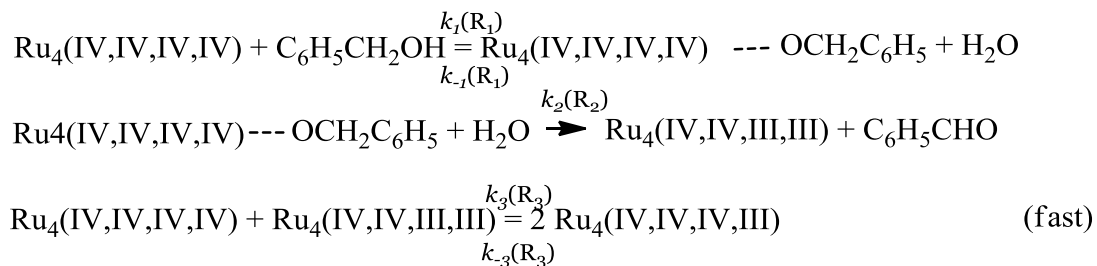 k₁(R₁)
Ru₄(IV,IV,IV,IV) + C₆H₅CH₂OH = Ru₄(IV,IV,IV,IV) --- OCH₂C₆H₅ + H₂O
k₋₁(R₁)
k₂(R₂)
Ru4(IV,IV,IV,IV)--- OCH₂C₆H₅ + H₂O → Ru₄(IV,IV,III,III) + C₆H₅CHO
k₃(R₃)
Ru₄(IV,IV,IV,IV) + Ru₄(IV,IV,III,III) = 2 Ru₄(IV,IV,IV,III) (fast)
k₋₃(R₃)